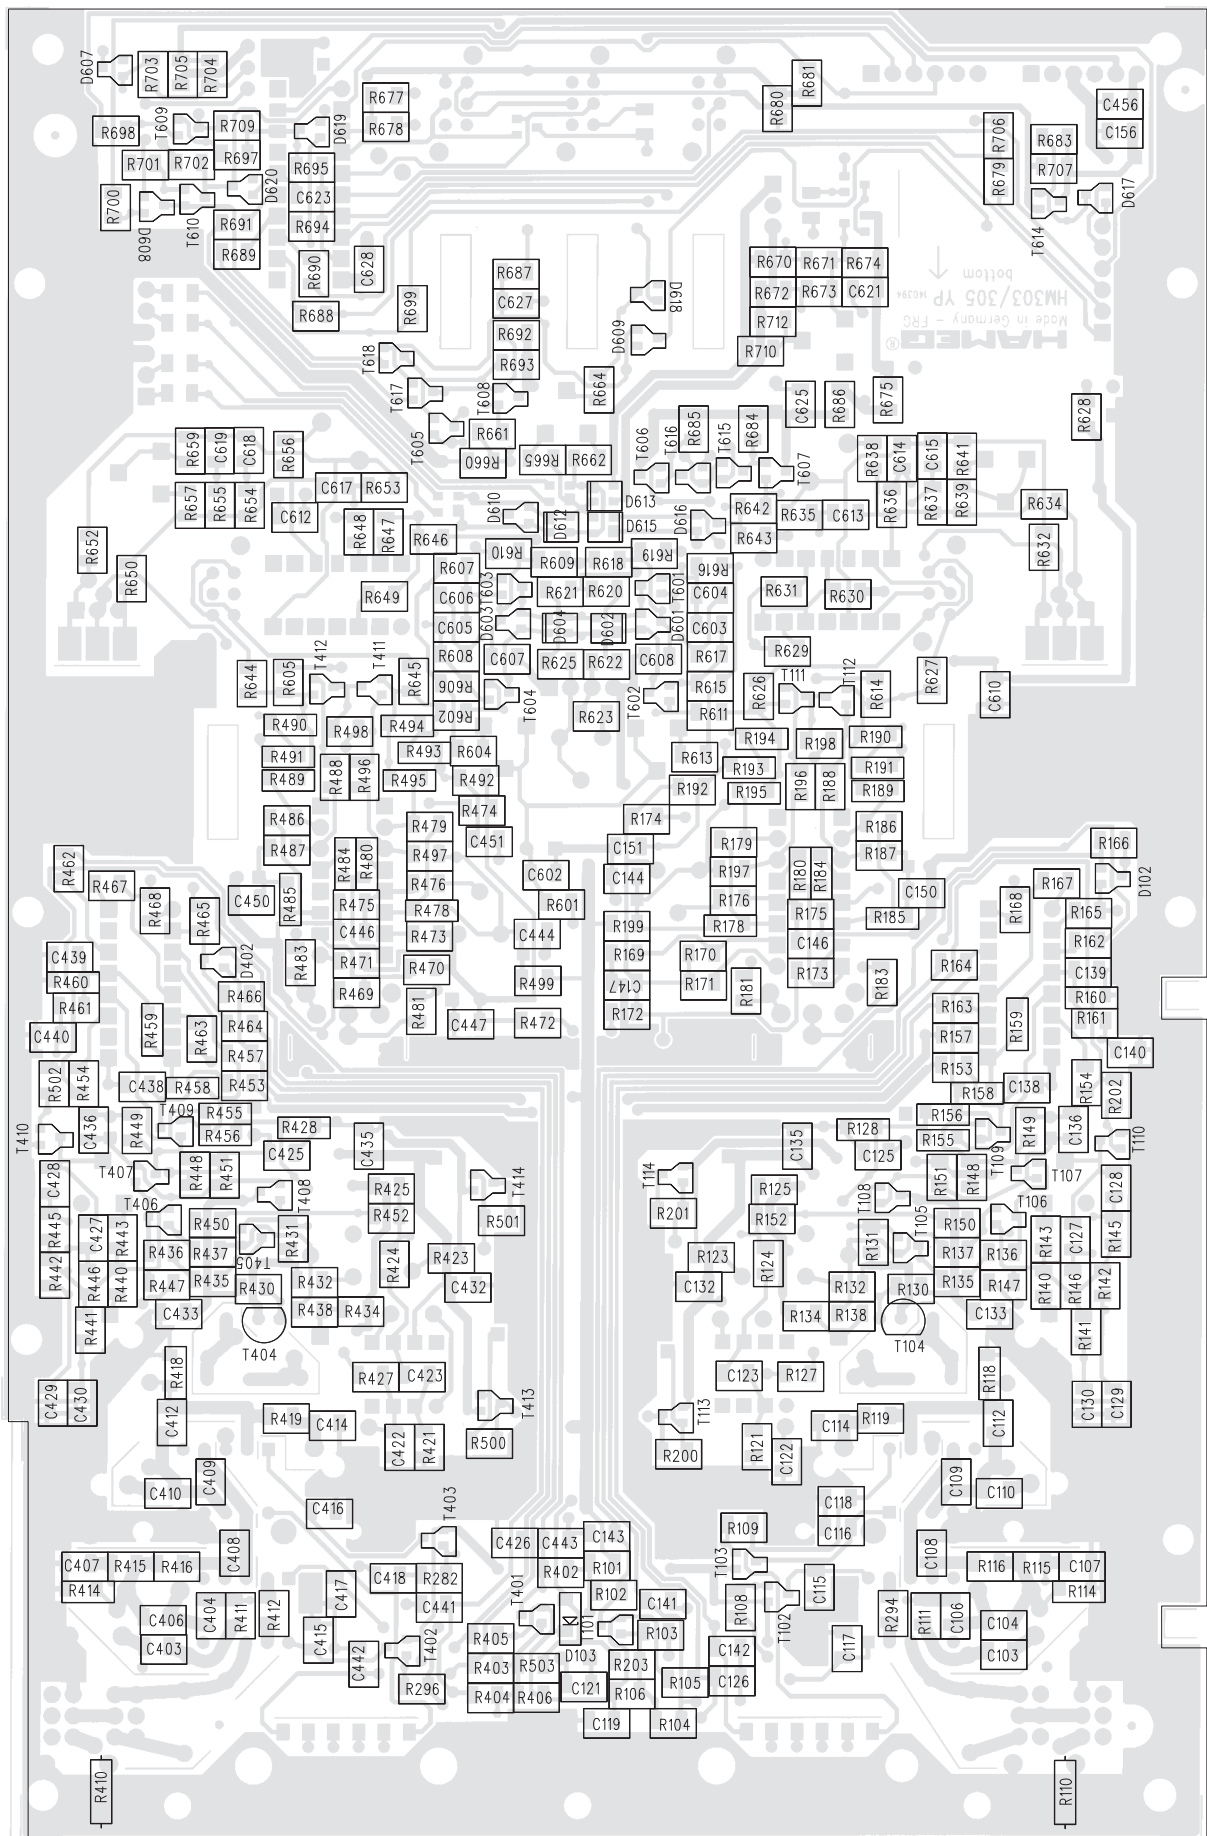 D607
R703
R705
R704
R677
R678
R680
R681
C456
C156
R698
T609
R709
R697
D619
R706
R679
R683
R707
R701
R702
D620
R695
C623
R694
R700
D608
T610
R691
R689
T614
D617
R690
C628
R688
R699
R687
C627
R692
R693
D618
D609
R670
R671
R674
R672
R673
C621
R712
R710
bottom
HM303/305 YP 140394
Made in Germany - FRG
HAMEG ®
T618
T617
T608
T605
R664
R661
R660
R665
R662
C625
R686
R675
R628
R659
C619
C618
R656
R657
R655
R654
C617
R653
C612
R648
R647
R646
T606
T616
R685
T615
R684
T607
R638
C614
C615
R641
R636
R637
R639
R634
R632
D610
D612
D613
D615
D616
R642
R643
R635
C613
R652
R650
R649
R607
C606
C605
R608
R606
R602
R610
R609
R618
R619
T603
R621
R620
T601
D603
D604
D602
D601
C607
R625
R622
C608
T604
R623
T602
R616
C604
C603
R617
R615
R611
R631
R630
R629
R644
R605
T412
T411
R645
R626
T111
T112
R614
R627
C610
R490
R491
R489
R498
R488
R496
R494
R493
R495
R604
R492
R474
C451
R613
R192
R174
R194
R193
R195
R198
R196
R188
R190
R191
R189
R486
R487
R484
R480
R479
R497
R476
R478
R473
C602
R601
C151
C144
R179
R197
R176
R178
R180
R184
R186
R187
R166
D102
R462
R467
R468
R465
C450
R485
R475
C446
R471
R469
C444
R499
R472
R199
R169
C147
R172
R170
R171
R181
R175
C146
R173
C150
R185
R183
R168
R167
R165
R162
C139
R160
R161
C439
R460
R461
C440
D402
R483
R470
R481
C447
R466
R464
R457
R453
R459
R463
R164
R163
R157
R153
R159
C140
R502
R454
C438
R458
R455
R456
R158
C138
R154
R202
R156
R155
T410
C436
R449
T409
R428
C425
C435
C135
R128
C125
T109
R149
C136
T110
T407
R448
R451
T408
R425
R452
T414
R501
T114
R201
R125
R152
T108
R151
R148
T107
T106
C128
C428
R445
R442
C427
R443
R446
R440
R441
T406
R450
R436
R437
R447
R435
T405
R431
R430
C433
R432
R438
R434
T404
R424
R423
C432
R123
C132
R124
R131
T105
R150
R137
R136
R135
R147
R132
R130
R134
R138
T104
C133
R143
C127
R145
R140
R146
R142
R141
C429
C430
R418
C412
R427
C423
C123
R127
R118
C112
C130
C129
R419
C414
C422
R421
T413
R500
T113
R200
R121
C122
C114
R119
C410
C409
C416
T403
C109
C110
C118
C116
C408
C426
C443
R402
C143
R101
R102
R109
T103
C108
C407
R415
R416
R414
R116
R115
C107
R114
C418
R282
C441
C417
C406
C403
C404
R411
R412
C415
C442
T402
R296
T401
T101
D103
C141
R103
R108
T102
C115
C117
R294
R111
C106
C104
C103
R405
R403
R404
R503
R406
C121
R203
R106
C119
R104
R105
C142
C126
R410
R110